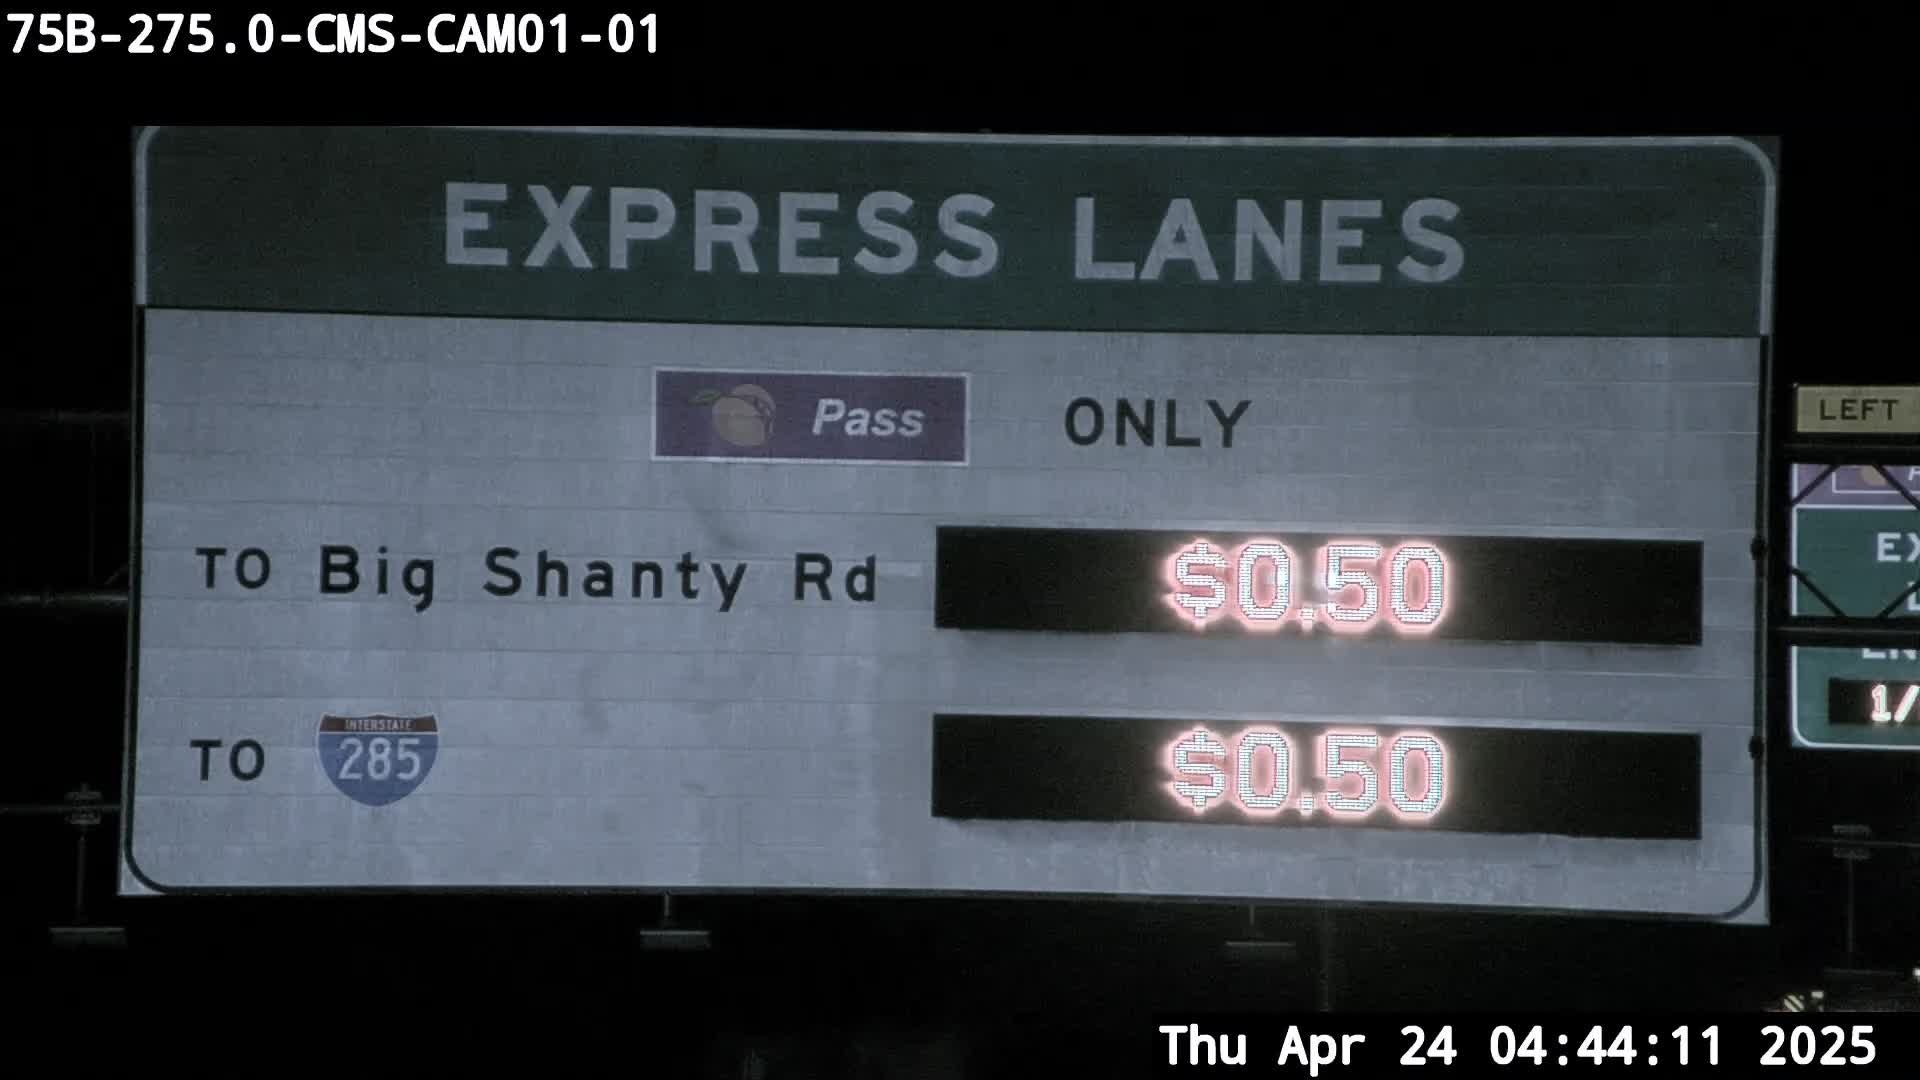 75B-275.0-CMS-CAM01-01
EXPRESS LANES
Pass ONLY
TO Big Shanty Rd $0.50
TO INTERSTATE 285 $0.50
LEFT
1/
Thu Apr 24 04:44:11 2025